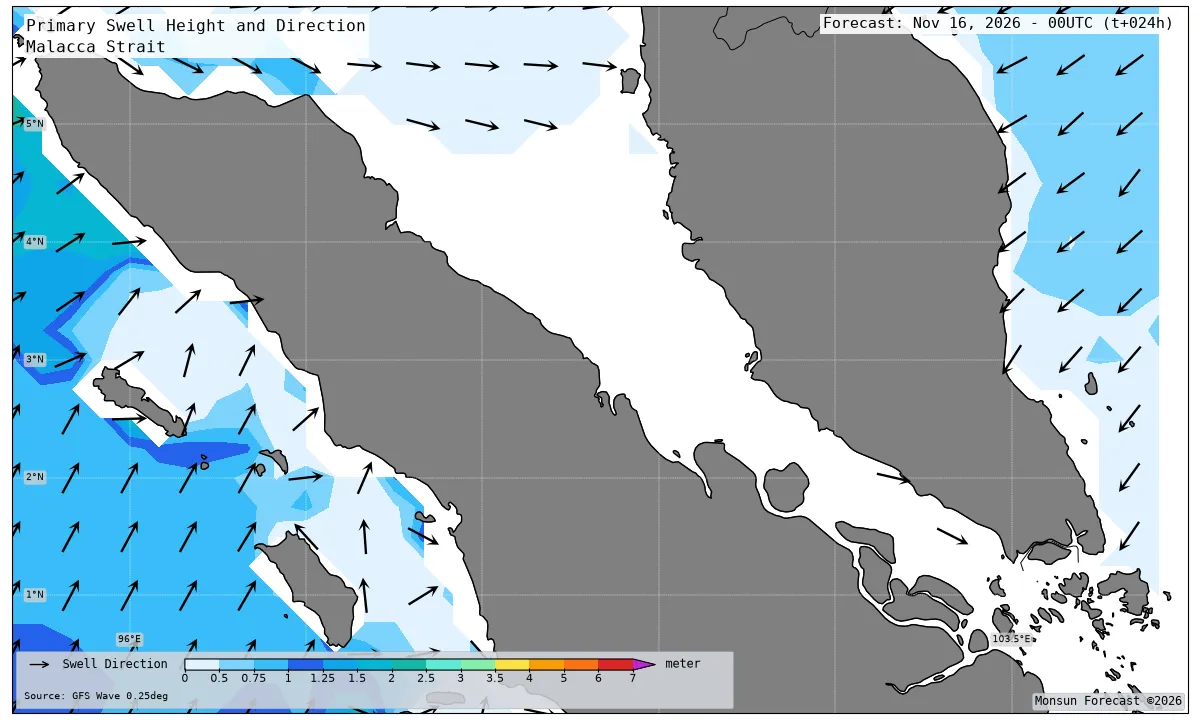 Primary Swell Height and Direction
Malacca Strait
Forecast: Nov 16, 2026 - 00UTC (t+024h)
5°N
4°N
3°N
2°N
1°N
96°E
103.5°E
Swell Direction
0 0.5 0.75 1 1.25 1.5 2 2.5 3 3.5 4 5 6 7
meter
Source: GFS Wave 0.25deg
Monsun Forecast ©2026